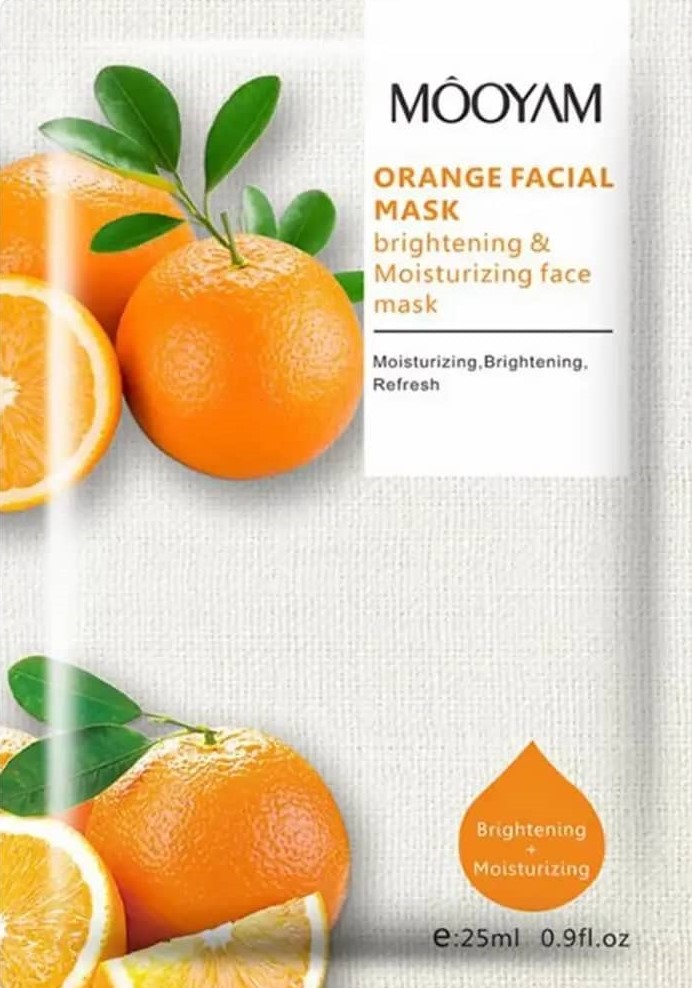 MÔOYAM
ORANGE FACIAL
MASK
brightening &
Moisturizing face
mask
Moisturizing,Brightening,
Refresh
Brightening
+
Moisturizing
e:25ml 0.9fl.oz